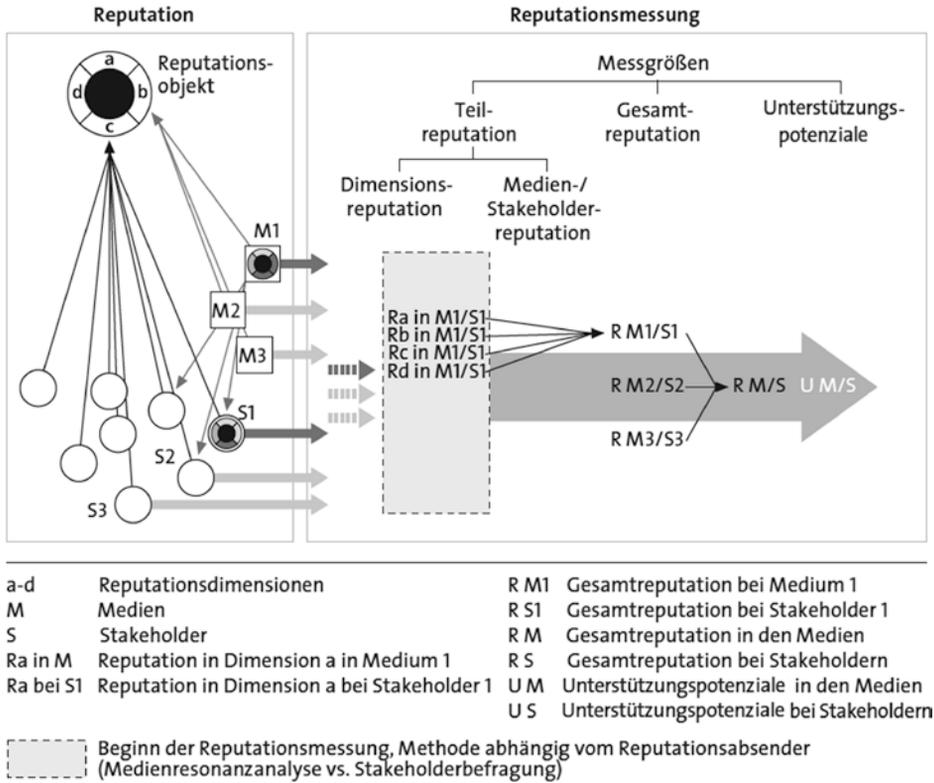 Reputation
Reputationsmessung
a
b
c
d
Reputations-
objekt
M1
M2
M3
S1
S2
S3
Messgrößen
Teil-
reputation
Gesamt-
reputation
Unterstützungs-
potenziale
Dimensions-
reputation
Medien-/
Stakeholder-
reputation
Ra in M1/S1
Rb in M1/S1
Rc in M1/S1
Rd in M1/S1
R M1/S1
R M2/S2
R M3/S3
R M/S
U M/S
a-d Reputationsdimensionen
M Medien
S Stakeholder
Ra in M Reputation in Dimension a in Medium 1
Ra bei S1 Reputation in Dimension a bei Stakeholder 1
R M1 Gesamtreputation bei Medium 1
R S1 Gesamtreputation bei Stakeholder 1
R M Gesamtreputation in den Medien
R S Gesamtreputation bei Stakeholdern
U M Unterstützungspotenziale in den Medien
U S Unterstützungspotenziale bei Stakeholdern
Beginn der Reputationsmessung, Methode abhängig vom Reputationsabsender
(Medienresonanzanalyse vs. Stakeholderbefragung)